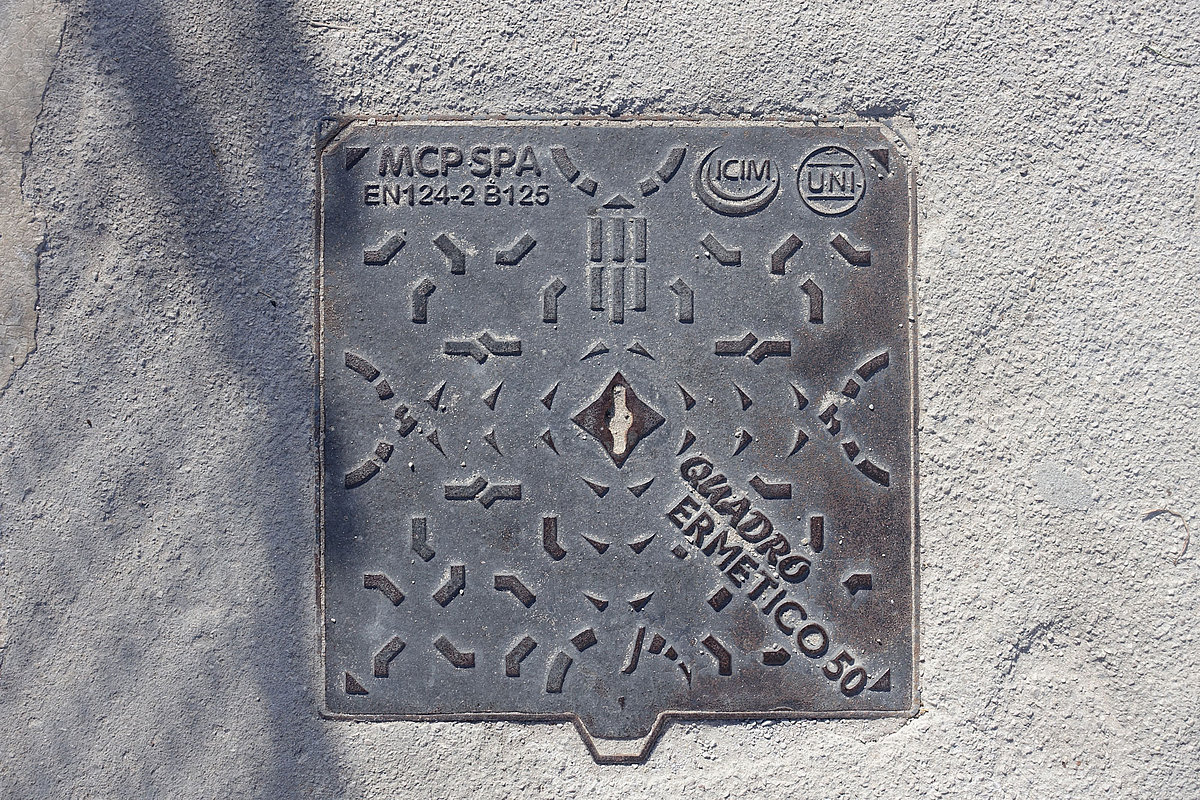 MCP SPA
EN124-2 B125
ICIM
UNI
QUADRO
ERMETICO 50